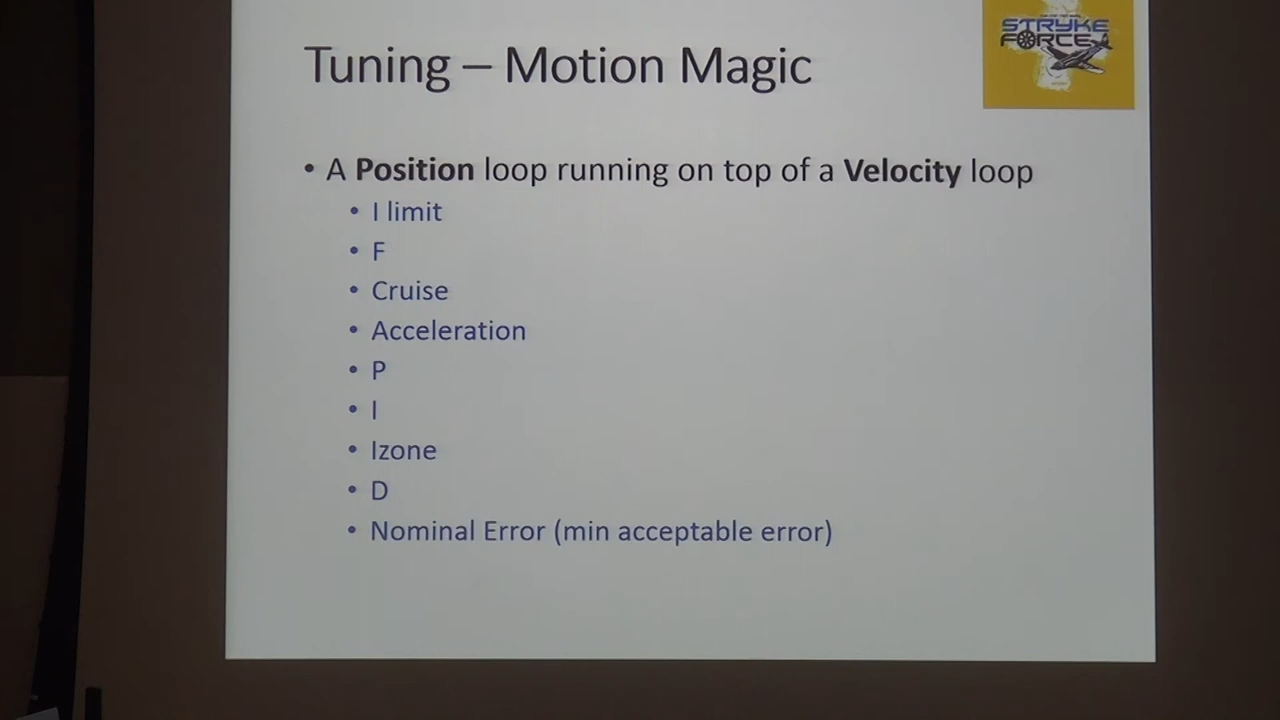 Tuning – Motion Magic
STRYKE
FORCE
• A Position loop running on top of a Velocity loop
• I limit
• F
• Cruise
• Acceleration
• P
• I
• Izone
• D
• Nominal Error (min acceptable error)